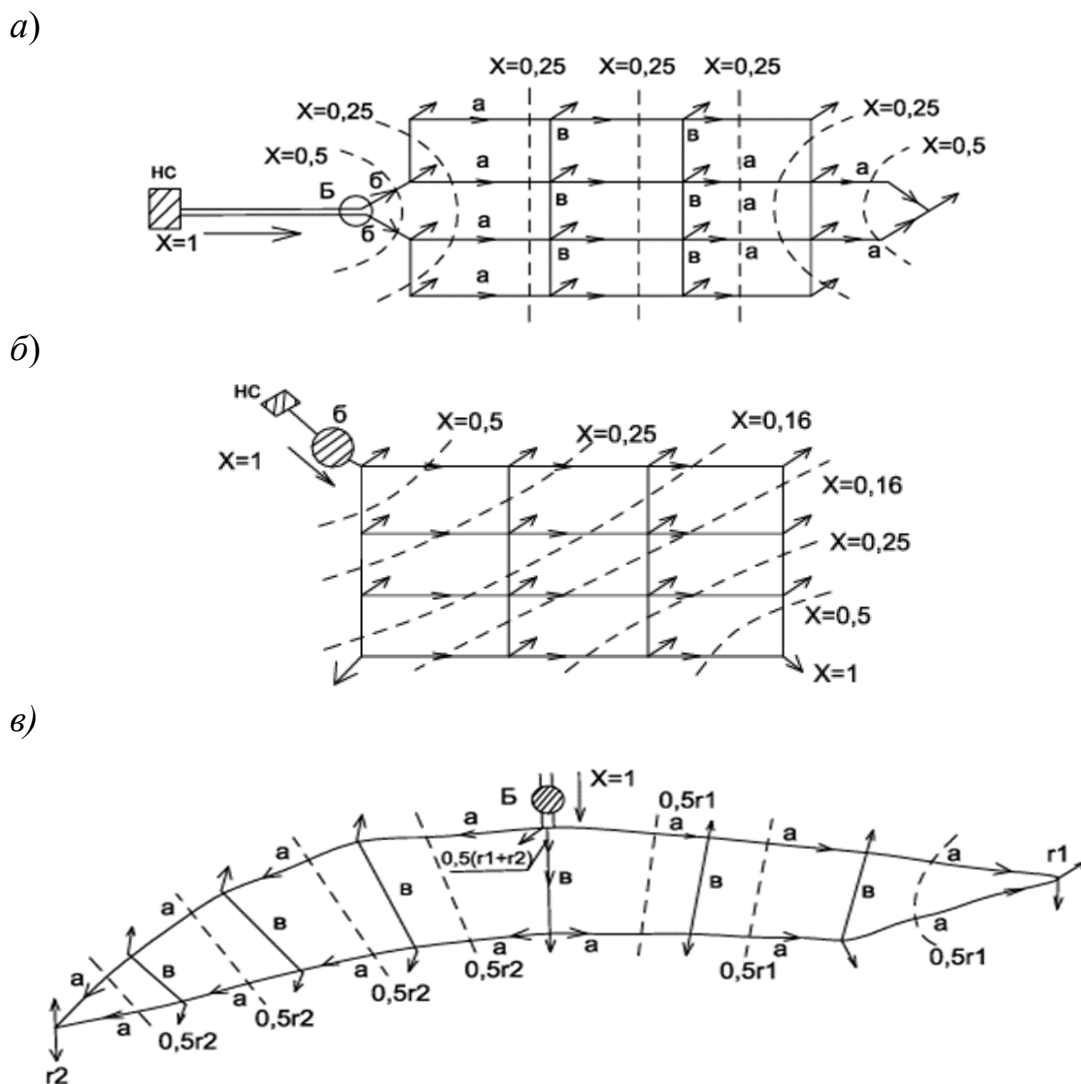 а)
X=0,25 X=0,25 X=0,25
X=0,25 а X=0,25
X=0,5 в в X=0,5
нс Б б а а а
в в
X=1 б а а а
в в
а
б)
нс б X=0,5 X=0,25 X=0,16
X=1 X=0,16
X=0,25
X=0,5
X=1
в)
Б X=1
0,5r1
а а а а
0,5(r1+r2) r1
а в в в в а
а в а а а а
0,5r2 0,5r1 0,5r1
а в а 0,5r2
а 0,5r2
а 0,5r2
r2